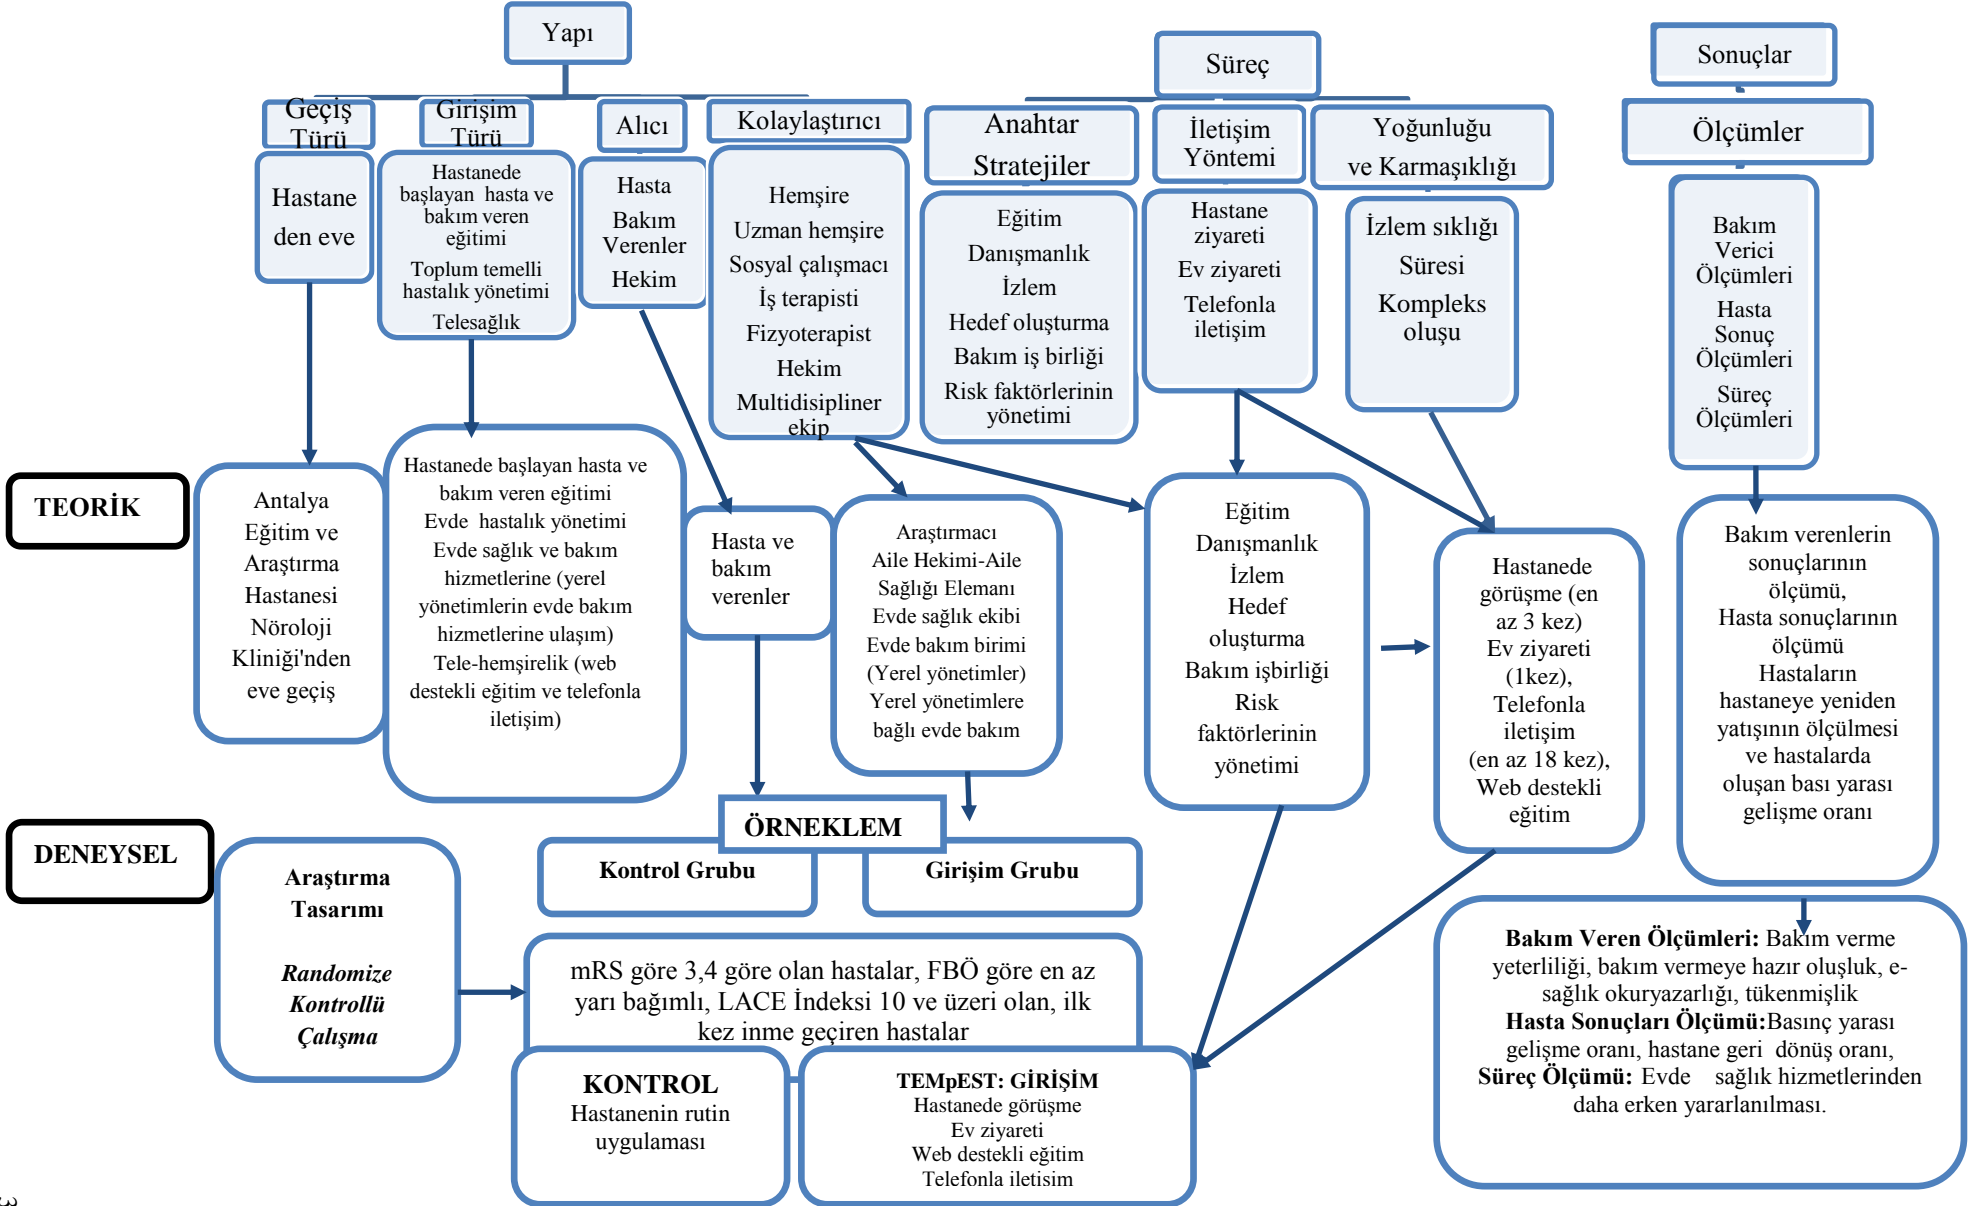 Yapı
Süreç
Sonuçlar
Geçiş
Türü
Girişim
Türü
Alıcı
Kolaylaştırıcı
Anahtar
Stratejiler
İletişim
Yöntemi
Yoğunluğu
ve Karmaşıklığı
Ölçümler
Hastane
den eve
Hastanede
başlayan hasta ve
bakım veren
eğitimi
Toplum temelli
hastalık yönetimi
Telesağlık
Hasta
Bakım
Verenler
Hekim
Hemşire
Uzman hemşire
Sosyal çalışmacı
İş terapisti
Fizyoterapist
Hekim
Multidisipliner
ekip
Eğitim
Danışmanlık
İzlem
Hedef oluşturma
Bakım iş birliği
Risk faktörlerinin
yönetimi
Hastane
ziyareti
Ev ziyareti
Telefonla
iletişim
İzlem sıklığı
Süresi
Kompleks
oluşu
Bakım
Verici
Ölçümleri
Hasta
Sonuç
Ölçümleri
Süreç
Ölçümleri
TEORİK
Antalya
Eğitim ve
Araştırma
Hastanesi
Nöroloji
Kliniği'nden
eve geçiş
Hastanede başlayan hasta ve
bakım veren eğitimi
Evde hastalık yönetimi
Evde sağlık ve bakım
hizmetlerine (yerel
yönetimlerin evde bakım
hizmetlerine ulaşım)
Tele-hemşirelik (web
destekli eğitim ve telefonla
iletişim)
Hasta ve
bakım
verenler
Araştırmacı
Aile Hekimi-Aile
Sağlığı Elemanı
Evde sağlık ekibi
Evde bakım birimi
(Yerel yönetimler)
Yerel yönetimlere
bağlı evde bakım
Eğitim
Danışmanlık
İzlem
Hedef
oluşturma
Bakım işbirliği
Risk
faktörlerinin
yönetimi
Hastanede
görüşme (en
az 3 kez)
Ev ziyareti
(1kez),
Telefonla
iletişim
(en az 18 kez),
Web destekli
eğitim
Bakım verenlerin
sonuçlarının
ölçümü,
Hasta sonuçlarının
ölçümü
Hastaların
hastaneye yeniden
yatışının ölçülmesi
ve hastalarda
oluşan bası yarası
gelişme oranı
DENEYSEL
Araştırma
Tasarımı
Randomize
Kontrollü
Çalışma
ÖRNEKLEM
Kontrol Grubu
Girişim Grubu
mRS göre 3,4 göre olan hastalar, FBÖ göre en az
yarı bağımlı, LACE İndeksi 10 ve üzeri olan, ilk
kez inme geçiren hastalar
KONTROL
Hastanenin rutin
uygulaması
TEMpEST: GİRİŞİM
Hastanede görüşme
Ev ziyareti
Web destekli eğitim
Telefonla iletisim
Bakım Veren Ölçümleri: Bakım verme
yeterliliği, bakım vermeye hazır oluşluk, e-
sağlık okuryazarlığı, tükenmişlik
Hasta Sonuçları Ölçümü:Basınç yarası
gelişme oranı, hastane geri dönüş oranı,
Süreç Ölçümü: Evde sağlık hizmetlerinden
daha erken yararlanılması.